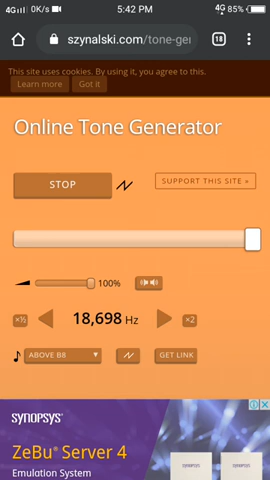 4G 0K/s 5:42 PM 4G 85%
szynalski.com/tone-gen 18
This site uses cookies. By using it, you agree to this.
Learn more Got it
Online Tone Generator
STOP SUPPORT THIS SITE »
100%
×½ 18,698 Hz ×2
ABOVE B8 GET LINK
SYNOPSYS®
ZeBu® Server 4
Emulation System
SYNOPSYS SYNOPSYS